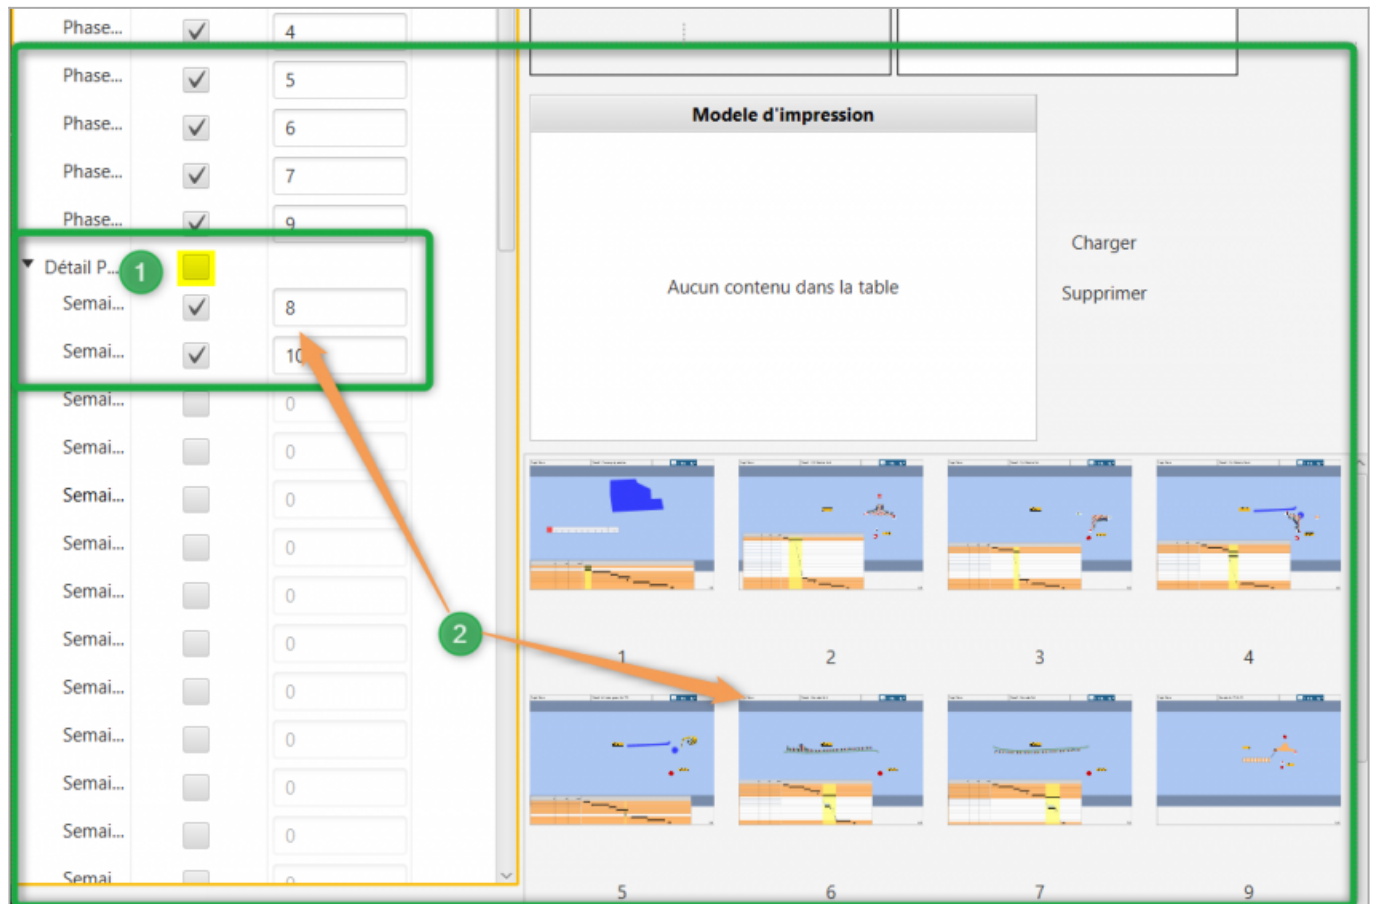 Phase... 4
Phase... 5
Phase... 6
Phase... 7
Phase... 9
Détail P... 1
Semai... 8
Semai... 10
Semai... 0
Semai... 0
Semai... 0
Semai... 0
Semai... 0
Semai... 0
Semai... 0
Semai... 0
Semai... 0
Semai... 0
Semai
2
Modele d'impression
Aucun contenu dans la table
Charger
Supprimer
1 2 3 4
5 6 7 9